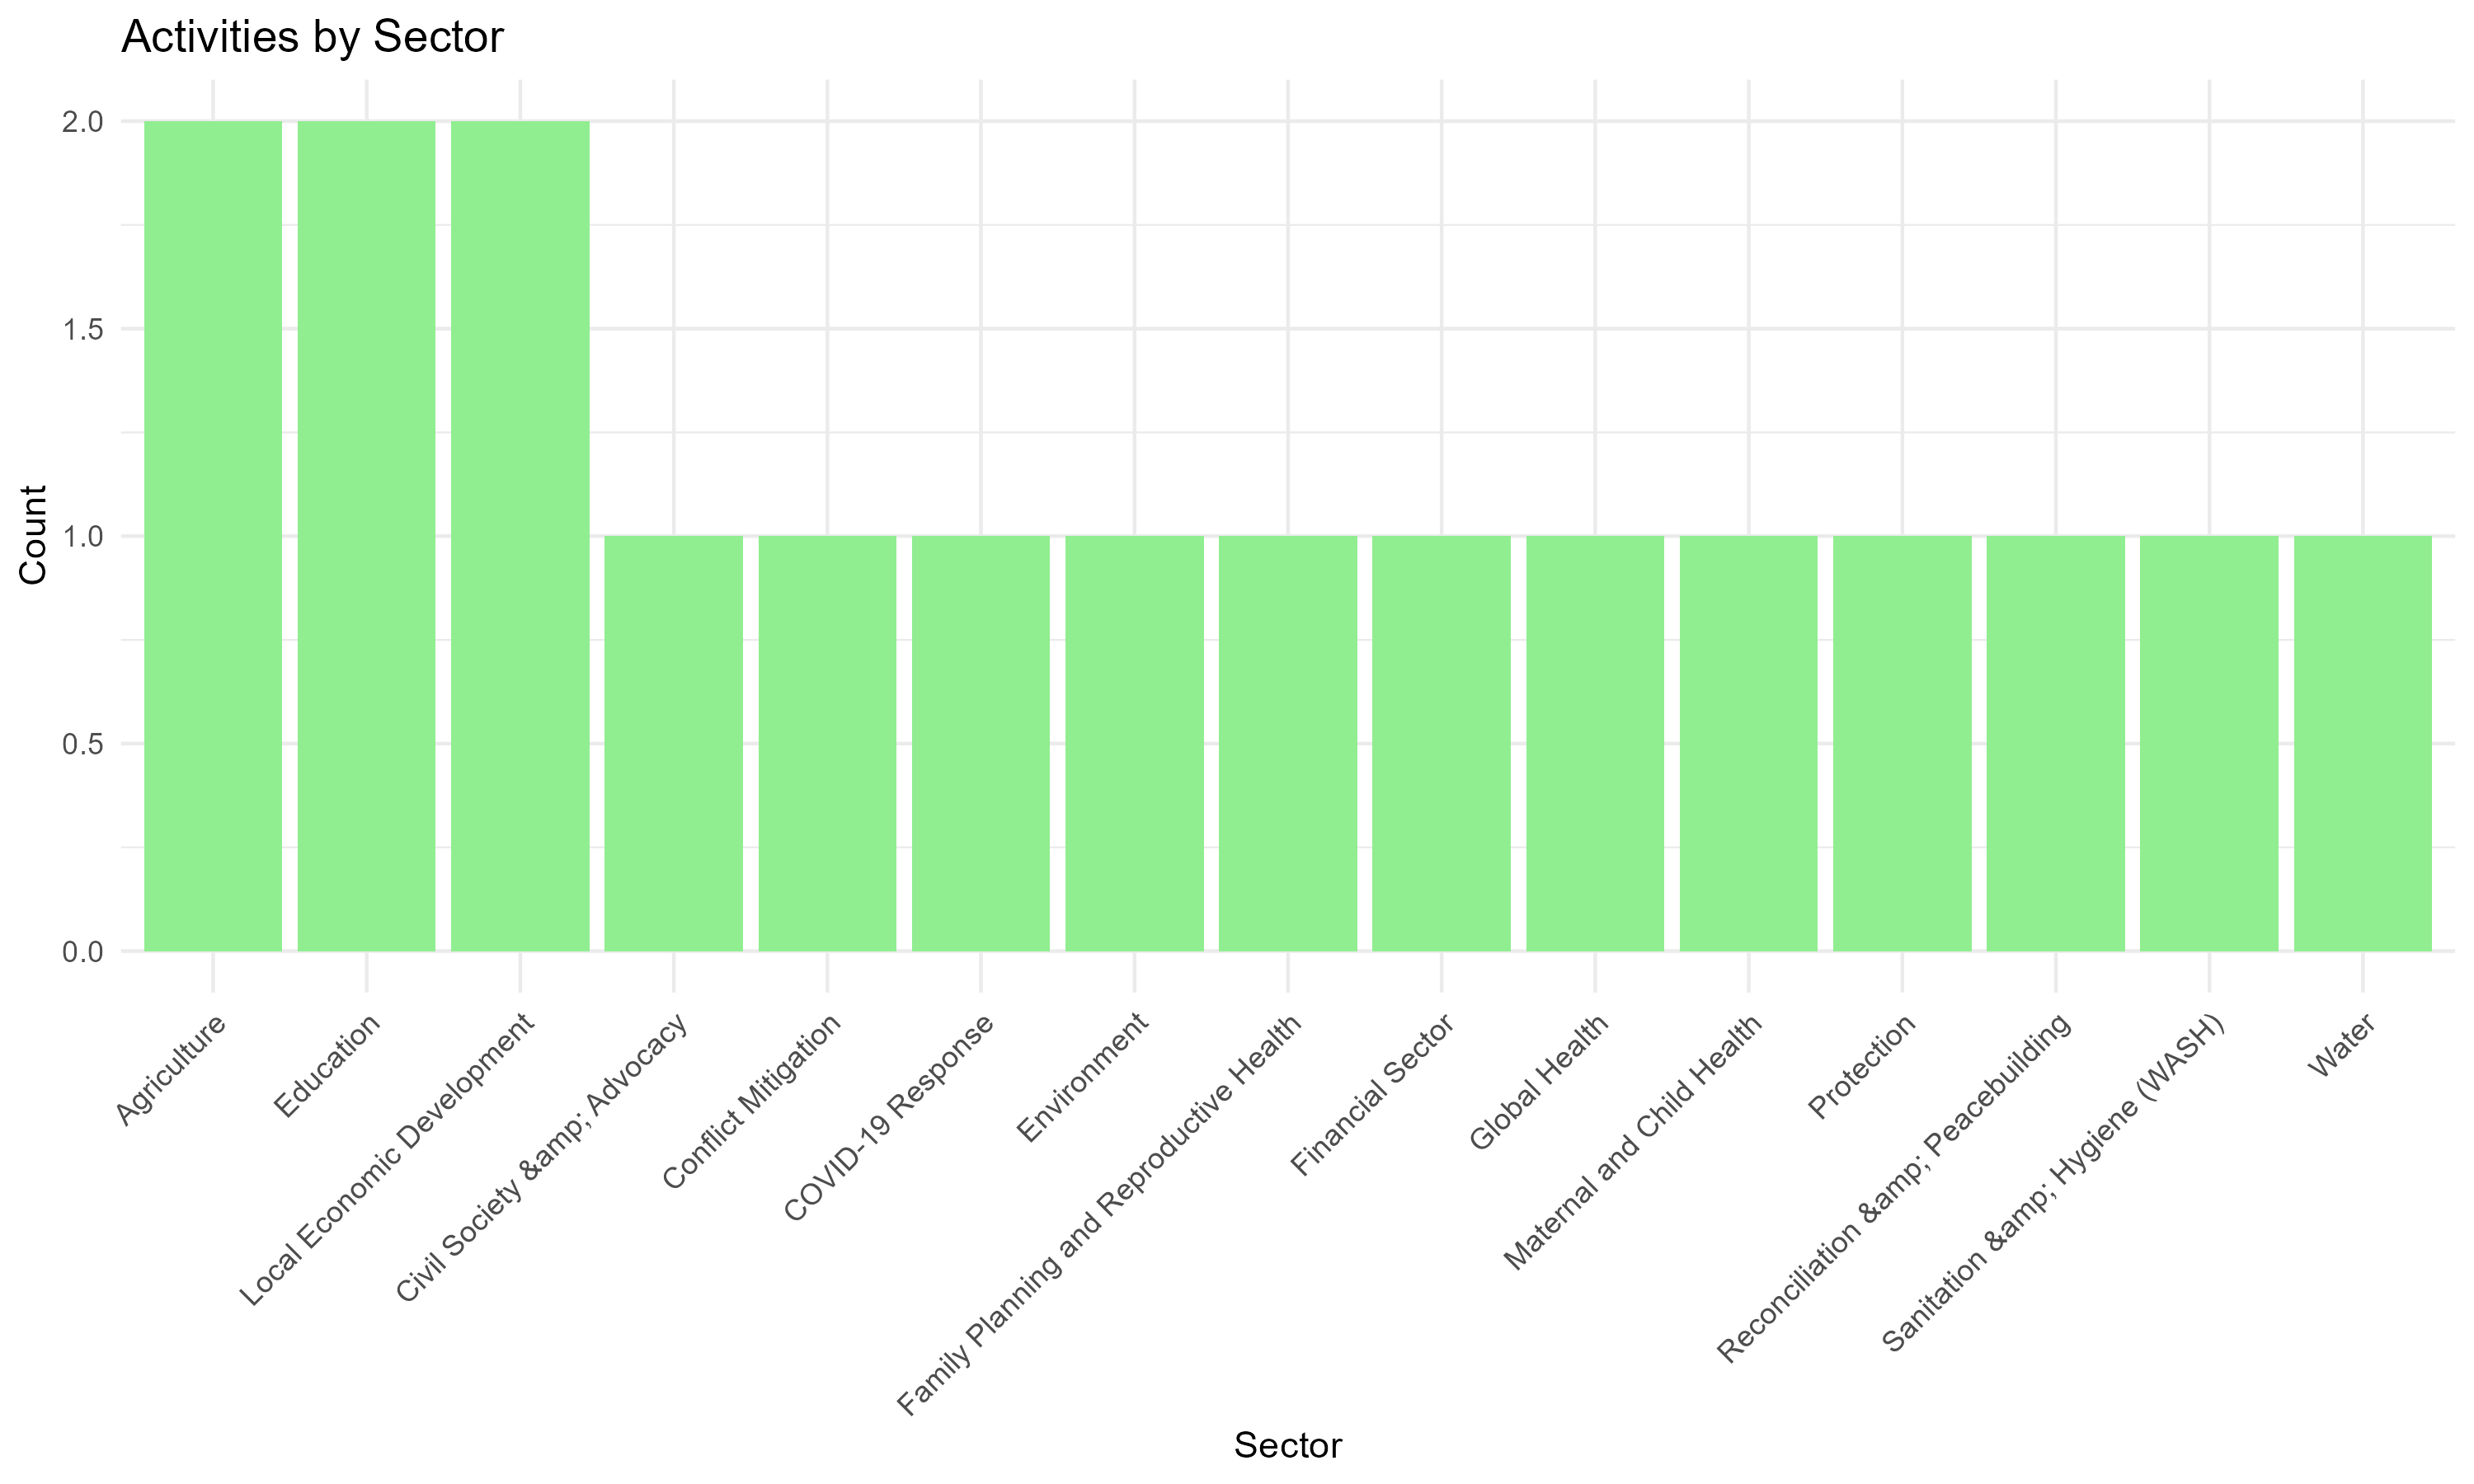 Activities by Sector
Count
2.0
1.5
1.0
0.5
0.0
Agriculture
Education
Local Economic Development
Civil Society &amp; Advocacy
Conflict Mitigation
COVID-19 Response
Environment
Family Planning and Reproductive Health
Financial Sector
Global Health
Maternal and Child Health
Protection
Reconciliation &amp; Peacebuilding
Sanitation &amp; Hygiene (WASH)
Water
Sector